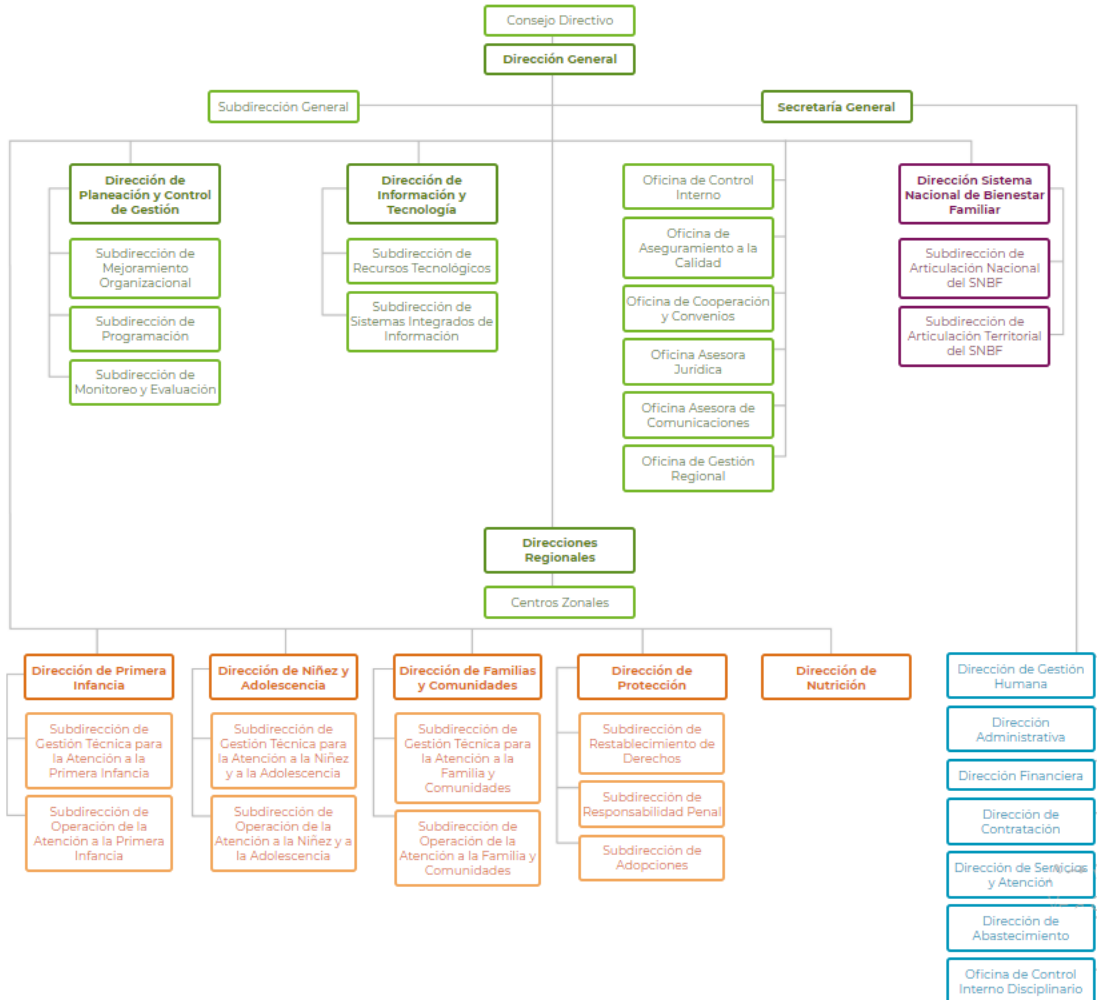 Consejo Directivo
Dirección General
Subdirección General
Secretaría General
Dirección de
Planeación y Control
de Gestión
Subdirección de
Mejoramiento
Organizacional
Subdirección de
Programación
Subdirección de
Monitoreo y Evaluación
Dirección de
Información y
Tecnología
Subdirección de
Recursos Tecnológicos
Subdirección de
Sistemas Integrados de
Información
Oficina de Control
Interno
Oficina de
Aseguramiento a la
Calidad
Oficina de Cooperación
y Convenios
Oficina Asesora
Jurídica
Oficina Asesora de
Comunicaciones
Oficina de Gestión
Regional
Dirección Sistema
Nacional de Bienestar
Familiar
Subdirección de
Articulación Nacional
del SNBF
Subdirección de
Articulación Territorial
del SNBF
Direcciones
Regionales
Centros Zonales
Dirección de Primera
Infancia
Subdirección de
Gestión Técnica para
la Atención a la
Primera Infancia
Subdirección de
Operación de la
Atención a la Primera
Infancia
Dirección de Niñez y
Adolescencia
Subdirección de
Gestión Técnica para
la Atención a la Niñez
y a la Adolescencia
Subdirección de
Operación de la
Atención a la Niñez y a
la Adolescencia
Dirección de Familias
y Comunidades
Subdirección de
Gestión Técnica para
la Atención a la
Familia y
Comunidades
Subdirección de
Operación de la
Atención a la Familia y
Comunidades
Dirección de
Protección
Subdirección de
Restablecimiento de
Derechos
Subdirección de
Responsabilidad Penal
Subdirección de
Adopciones
Dirección de
Nutrición
Dirección de Gestión
Humana
Dirección
Administrativa
Dirección Financiera
Dirección de
Contratación
Dirección de Servicios
y Atención
Dirección de
Abastecimiento
Oficina de Control
Interno Disciplinario